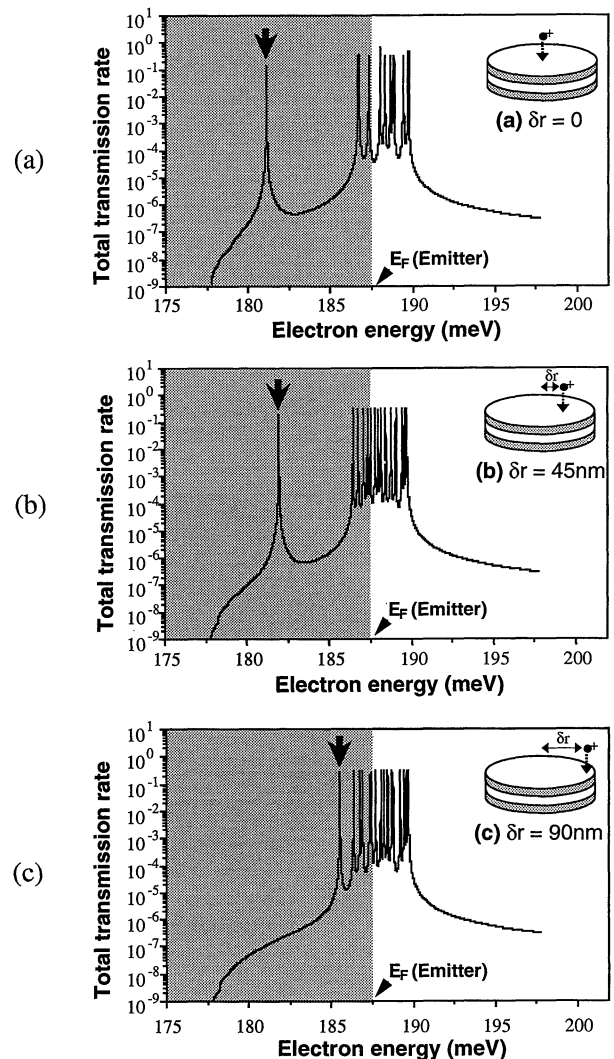 (a)
Total transmission rate
10^1
10^0
10^-1
10^-2
10^-3
10^-4
10^-5
10^-6
10^-7
10^-8
10^-9
+
(a) δr = 0
E_F (Emitter)
175 180 185 190 195 200
Electron energy (meV)
(b)
Total transmission rate
10^1
10^0
10^-1
10^-2
10^-3
10^-4
10^-5
10^-6
10^-7
10^-8
10^-9
δr +
(b) δr = 45nm
E_F (Emitter)
175 180 185 190 195 200
Electron energy (meV)
(c)
Total transmission rate
10^1
10^0
10^-1
10^-2
10^-3
10^-4
10^-5
10^-6
10^-7
10^-8
10^-9
δr +
(c) δr = 90nm
E_F (Emitter)
175 180 185 190 195 200
Electron energy (meV)